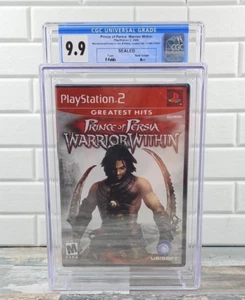 CGC UNIVERSAL GRADE
9.9
Prince of Persia: Warrior Within
SEALED
PlayStation 2
GREATEST HITS
Prince of Persia
WARRIOR WITHIN
M
UBISOFT